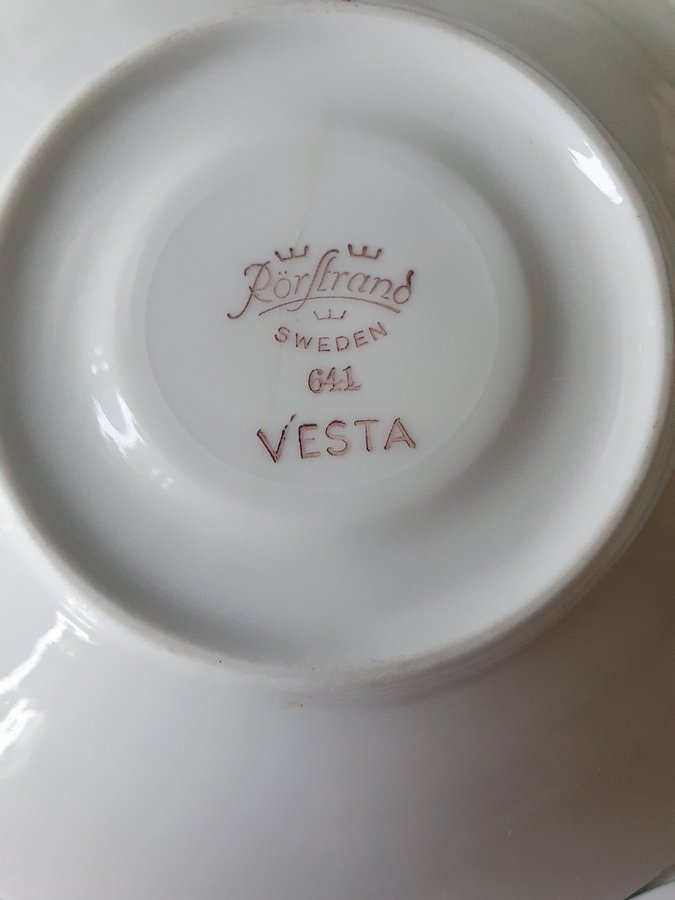 Rörstrand
SWEDEN
641
VESTA